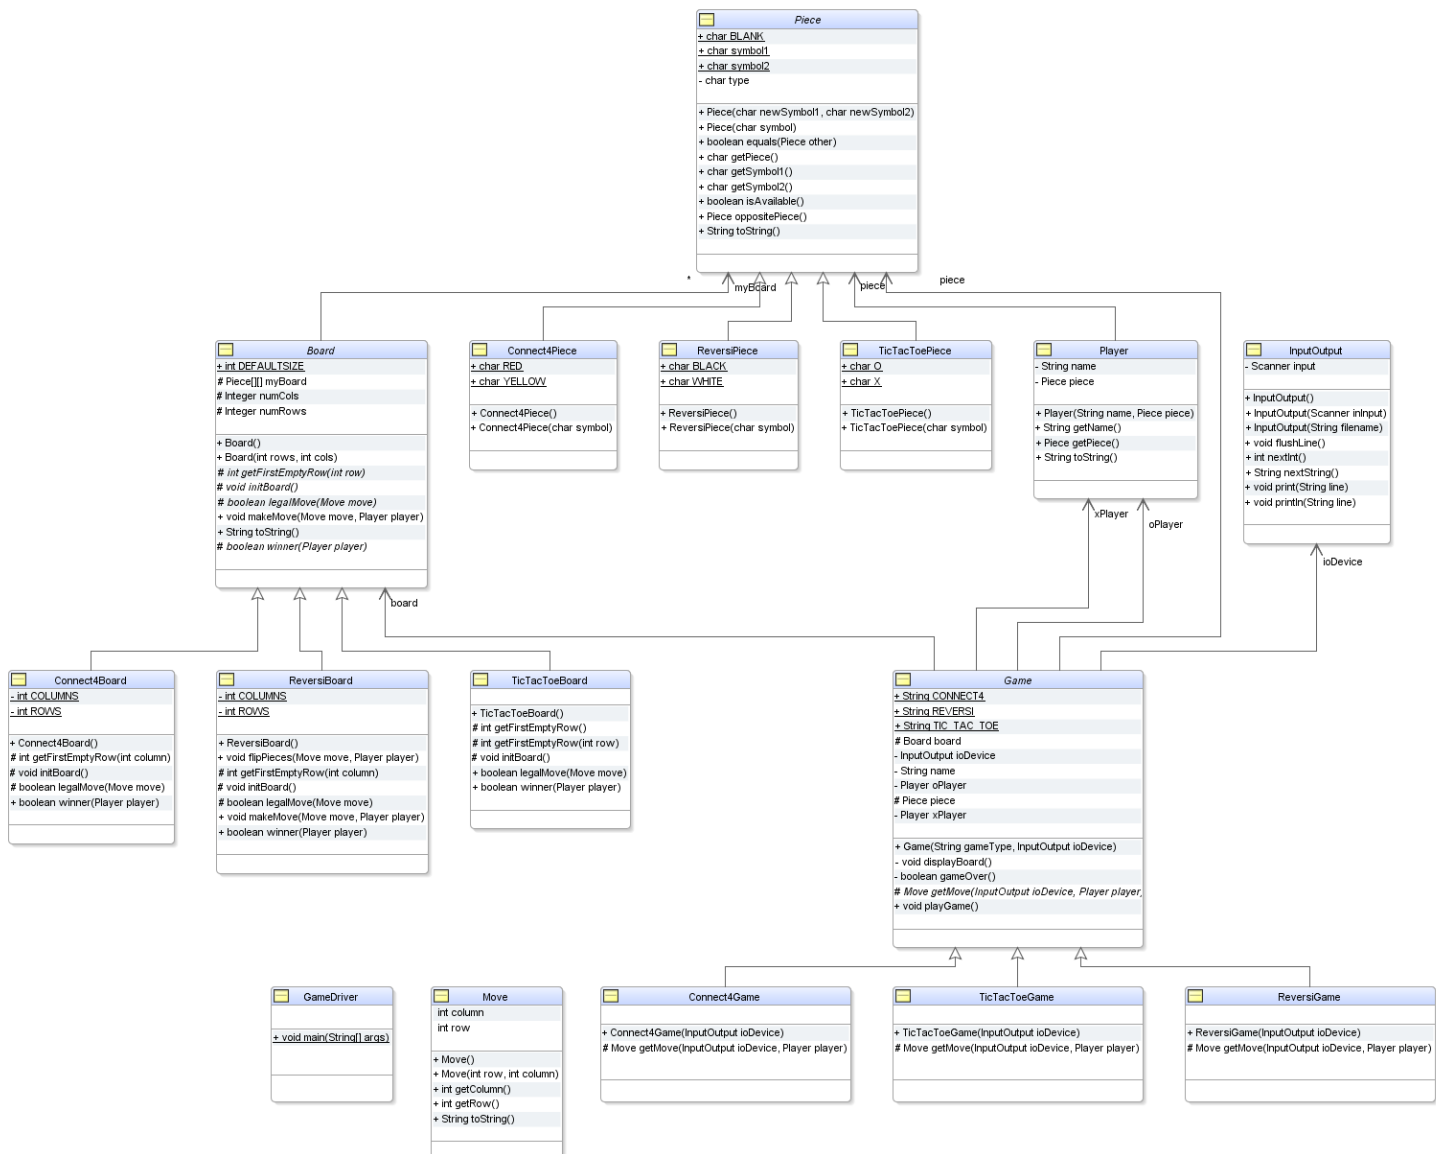 Piece
+ char BLANK
+ char symbol1
+ char symbol2
- char type
+ Piece(char newSymbol1, char newSymbol2)
+ Piece(char symbol)
+ boolean equals(Piece other)
+ char getPiece()
+ char getSymbol1()
+ char getSymbol2()
+ boolean isAvailable()
+ Piece oppositePiece()
+ String toString()
*
myBoard
piece
piece
Board
+ int DEFAULTSIZE
# Piece[][] myBoard
# Integer numCols
# Integer numRows
+ Board()
+ Board(int rows, int cols)
# int getFirstEmptyRow(int row)
# void initBoard()
# boolean legalMove(Move move)
+ void makeMove(Move move, Player player)
+ String toString()
# boolean winner(Player player)
Connect4Piece
+ char RED
+ char YELLOW
+ Connect4Piece()
+ Connect4Piece(char symbol)
ReversiPiece
+ char BLACK
+ char WHITE
+ ReversiPiece()
+ ReversiPiece(char symbol)
TicTacToePiece
+ char O
+ char X
+ TicTacToePiece()
+ TicTacToePiece(char symbol)
Player
- String name
- Piece piece
+ Player(String name, Piece piece)
+ String getName()
+ Piece getPiece()
+ String toString()
InputOutput
- Scanner input
+ InputOutput()
+ InputOutput(Scanner inInput)
+ InputOutput(String filename)
+ void flushLine()
+ int nextInt()
+ String nextString()
+ void print(String line)
+ void println(String line)
xPlayer
oPlayer
ioDevice
board
Connect4Board
- int COLUMNS
- int ROWS
+ Connect4Board()
# int getFirstEmptyRow(int column)
# void initBoard()
# boolean legalMove(Move move)
+ boolean winner(Player player)
ReversiBoard
- int COLUMNS
- int ROWS
+ ReversiBoard()
+ void flipPieces(Move move, Player player)
# int getFirstEmptyRow(int column)
# void initBoard()
# boolean legalMove(Move move)
+ void makeMove(Move move, Player player)
+ boolean winner(Player player)
TicTacToeBoard
+ TicTacToeBoard()
# int getFirstEmptyRow()
# int getFirstEmptyRow(int row)
# void initBoard()
+ boolean legalMove(Move move)
+ boolean winner(Player player)
Game
+ String CONNECT4
+ String REVERSI
+ String TIC_TAC_TOE
# Board board
- InputOutput ioDevice
- String name
- Player oPlayer
# Piece piece
- Player xPlayer
+ Game(String gameType, InputOutput ioDevice)
- void displayBoard()
- boolean gameOver()
# Move getMove(InputOutput ioDevice, Player player,
+ void playGame()
GameDriver
+ void main(String[] args)
Move
int column
int row
+ Move()
+ Move(int row, int column)
+ int getColumn()
+ int getRow()
+ String toString()
Connect4Game
+ Connect4Game(InputOutput ioDevice)
# Move getMove(InputOutput ioDevice, Player player)
TicTacToeGame
+ TicTacToeGame(InputOutput ioDevice)
# Move getMove(InputOutput ioDevice, Player player)
ReversiGame
+ ReversiGame(InputOutput ioDevice)
# Move getMove(InputOutput ioDevice, Player player)